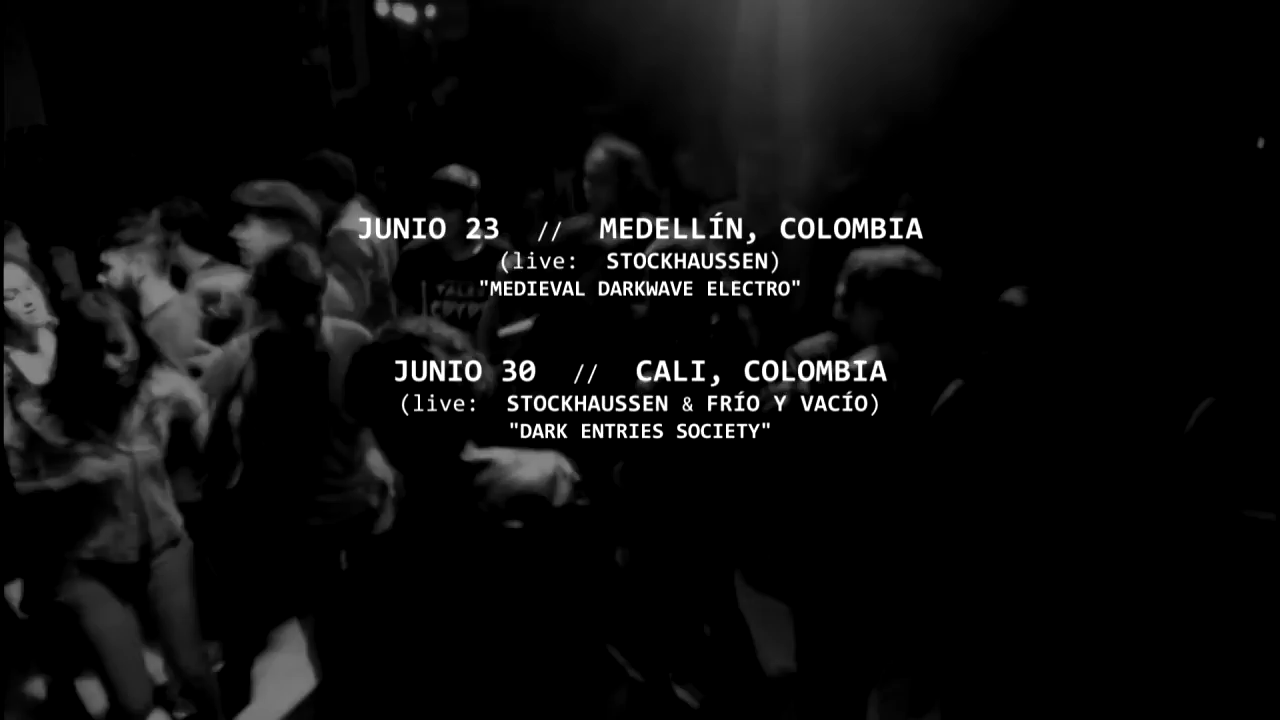 JUNIO 23 // MEDELLÍN, COLOMBIA
(live: STOCKHAUSSEN)
"MEDIEVAL DARKWAVE ELECTRO"
JUNIO 30 // CALI, COLOMBIA
(live: STOCKHAUSSEN & FRÍO Y VACÍO)
"DARK ENTRIES SOCIETY"